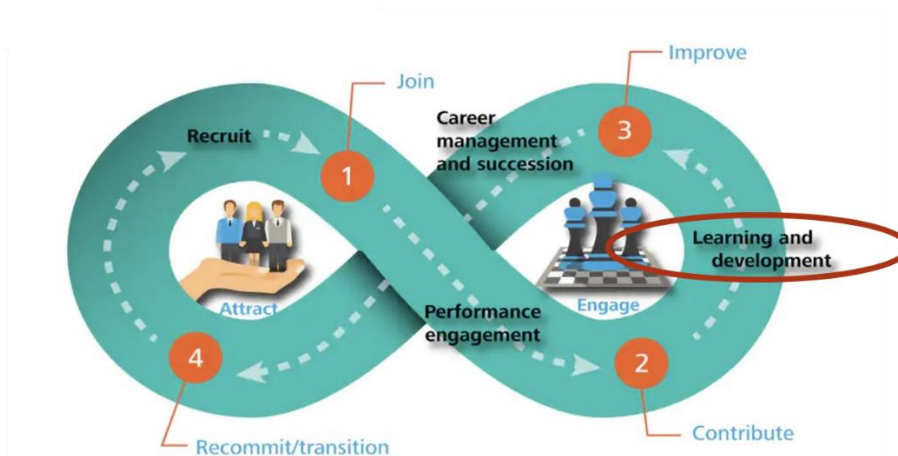 Improve
Join
Career
management
and succession
3
Recruit
1
Learning and
development
Attract
Engage
Performance
engagement
4
2
Contribute
Recommit/transition